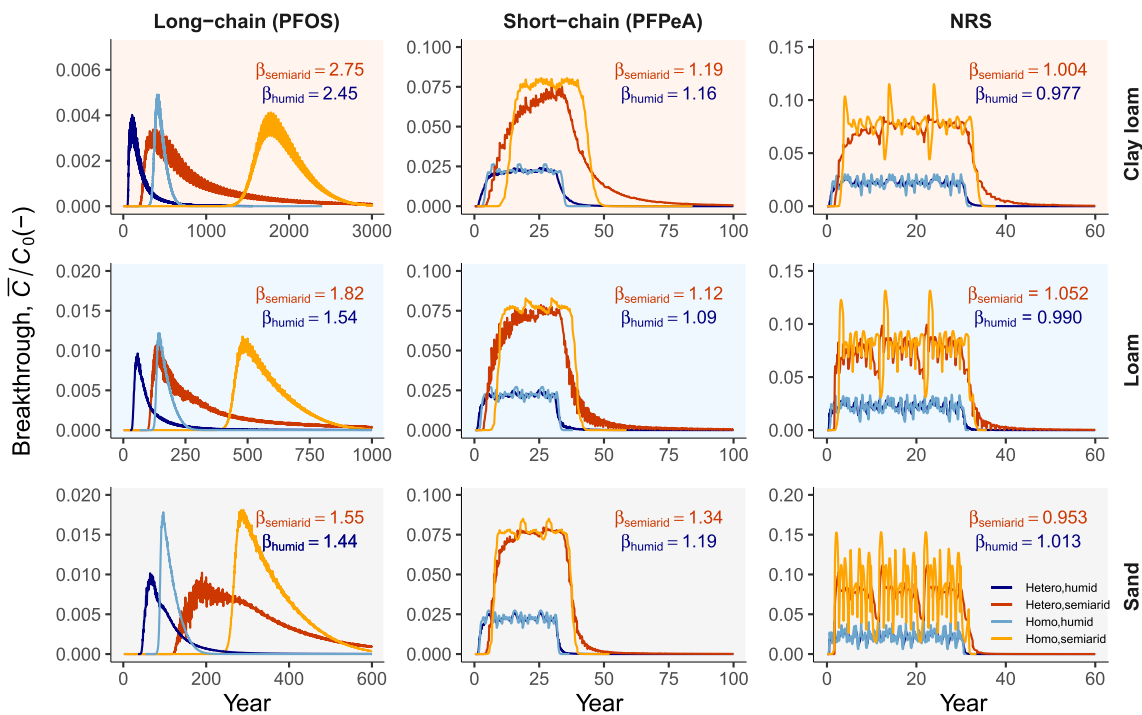 Long−chain (PFOS)
Short−chain (PFPeA)
NRS
Breakthrough, C̅/C₀(−)
0.006
0.004
0.002
0.000
0 1000 2000 3000
β_semiarid = 2.75
β_humid = 2.45
0.100
0.075
0.050
0.025
0.000
0 25 50 75 100
β_semiarid = 1.19
β_humid = 1.16
0.15
0.10
0.05
0.00
0 20 40 60
β_semiarid = 1.004
β_humid = 0.977
Clay loam
0.020
0.015
0.010
0.005
0.000
0 250 500 750 1000
β_semiarid = 1.82
β_humid = 1.54
0.100
0.075
0.050
0.025
0.000
0 25 50 75 100
β_semiarid = 1.12
β_humid = 1.09
0.15
0.10
0.05
0.00
0 20 40 60
β_semiarid = 1.052
β_humid = 0.990
Loam
0.020
0.015
0.010
0.005
0.000
0 200 400 600
β_semiarid = 1.55
β_humid = 1.44
Year
0.100
0.075
0.050
0.025
0.000
0 25 50 75 100
β_semiarid = 1.34
β_humid = 1.19
Year
0.15
0.10
0.05
0.00
0 20 40 60
β_semiarid = 0.953
β_humid = 1.013
Hetero,humid
Hetero,semiarid
Homo,humid
Homo,semiarid
Year
Sand